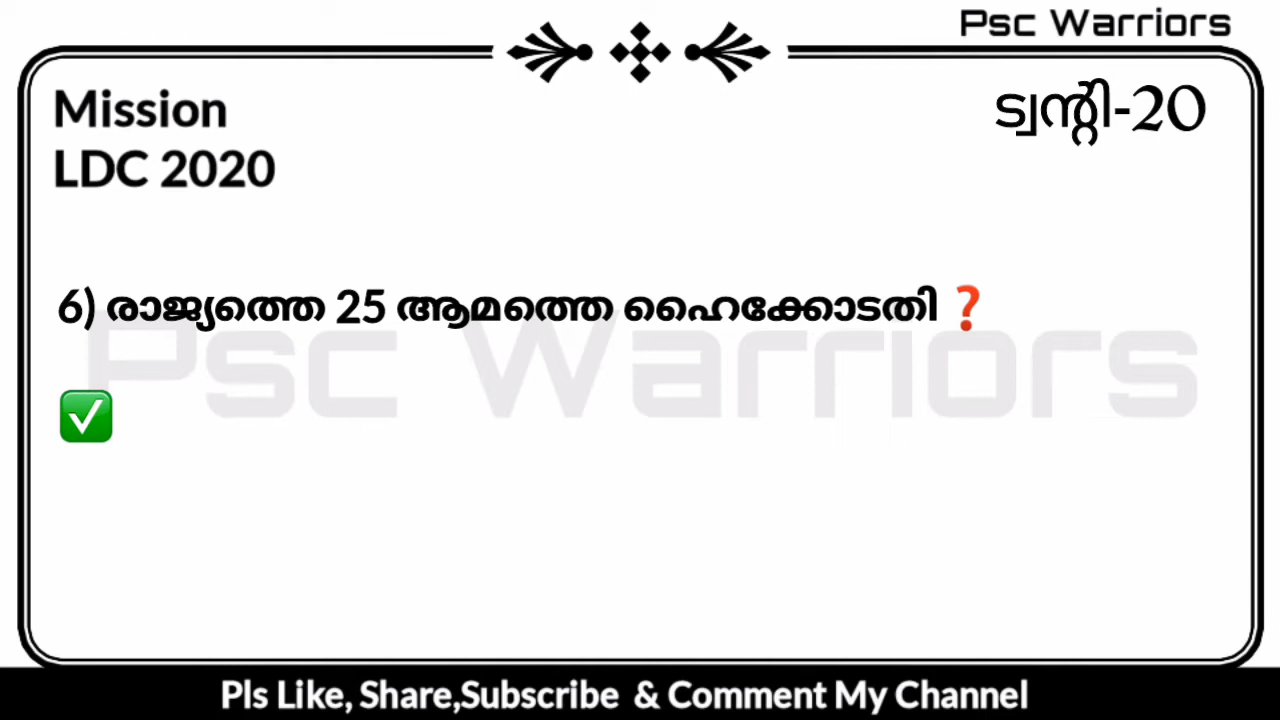 Psc Warriors
Mission
LDC 2020
ട്വന്റി-20
6) രാജ്യത്തെ 25 ആമത്തെ ഹൈക്കോടതി ❓
Psc Warriors
✅
Pls Like, Share,Subscribe & Comment My Channel